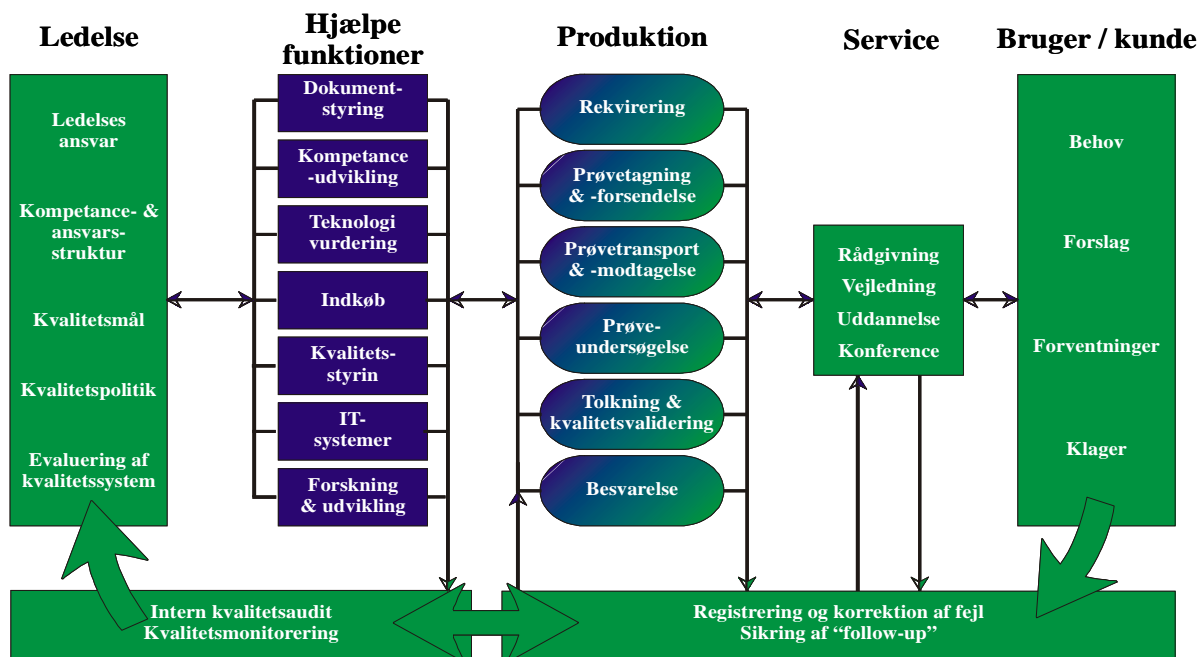 Ledelse
Hjælpe
funktioner
Produktion
Service
Bruger / kunde
Ledelses
ansvar
Kompetance- &
ansvars-
struktur
Kvalitetsmål
Kvalitetspolitik
Evaluering af
kvalitetssystem
Dokument-
styring
Kompetance
-udvikling
Teknologi
vurdering
Indkøb
Kvalitets-
styrin
IT-
systemer
Forskning
& udvikling
Rekvirering
Prøvetagning
& -forsendelse
Prøvetransport
& -modtagelse
Prøve-
undersøgelse
Tolkning &
kvalitetsvalidering
Besvarelse
Rådgivning
Vejledning
Uddannelse
Konference
Behov
Forslag
Forventninger
Klager
Intern kvalitetsaudit
Kvalitetsmonitorering
Registrering og korrektion af fejl
Sikring af “follow-up”